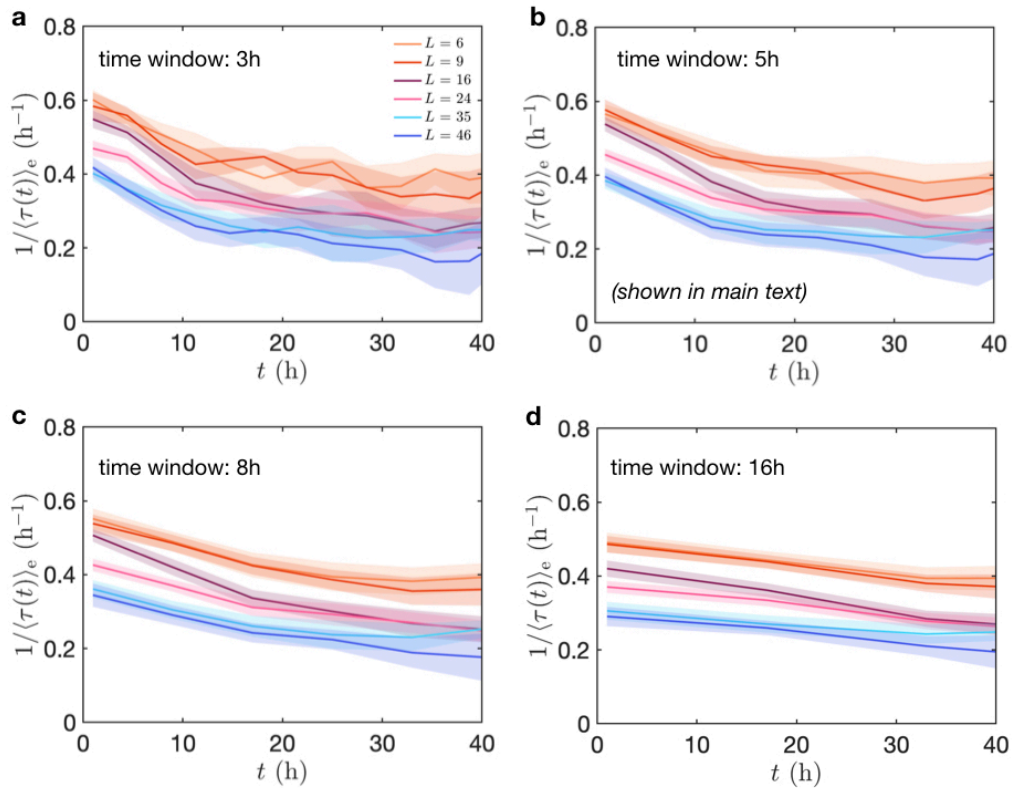 a
0.8
0.6
0.4
0.2
0
1/⟨τ(t)⟩e (h−1)
time window: 3h
L = 6
L = 9
L = 16
L = 24
L = 35
L = 46
0 10 20 30 40
t (h)
b
0.8
0.6
0.4
0.2
0
1/⟨τ(t)⟩e (h−1)
time window: 5h
(shown in main text)
0 10 20 30 40
t (h)
c
0.8
0.6
0.4
0.2
0
1/⟨τ(t)⟩e (h−1)
time window: 8h
0 10 20 30 40
t (h)
d
0.8
0.6
0.4
0.2
0
1/⟨τ(t)⟩e (h−1)
time window: 16h
0 10 20 30 40
t (h)